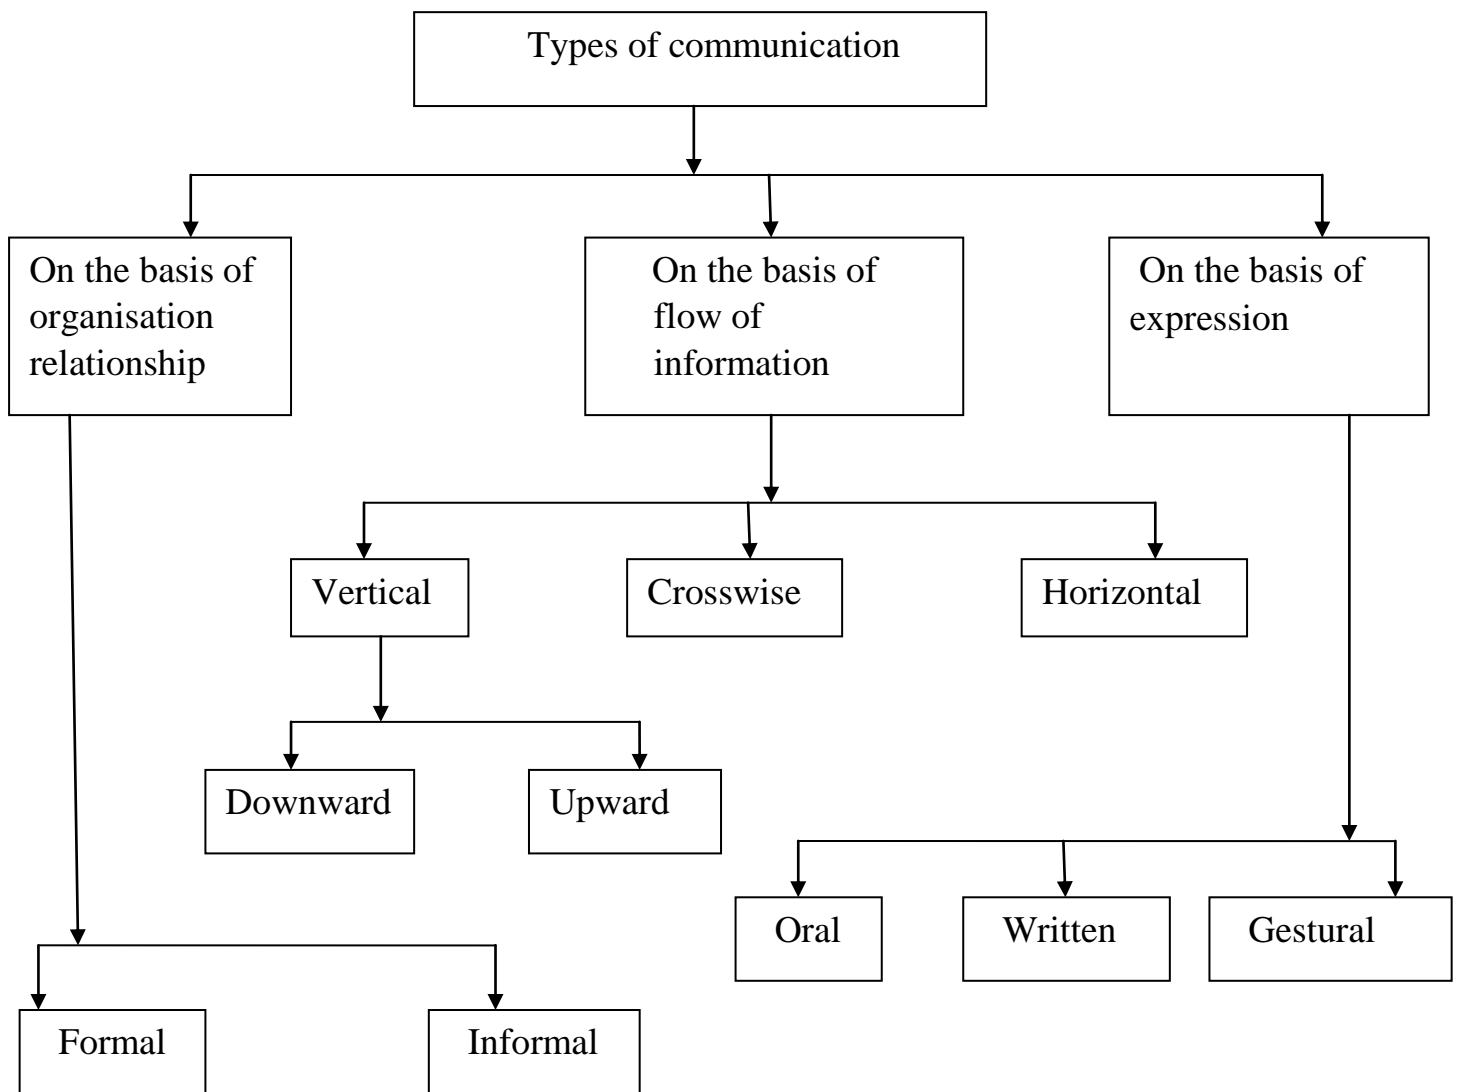 Types of communication
On the basis of
organisation
relationship
On the basis of
flow of
information
On the basis of
expression
Vertical
Crosswise
Horizontal
Downward
Upward
Oral
Written
Gestural
Formal
Informal